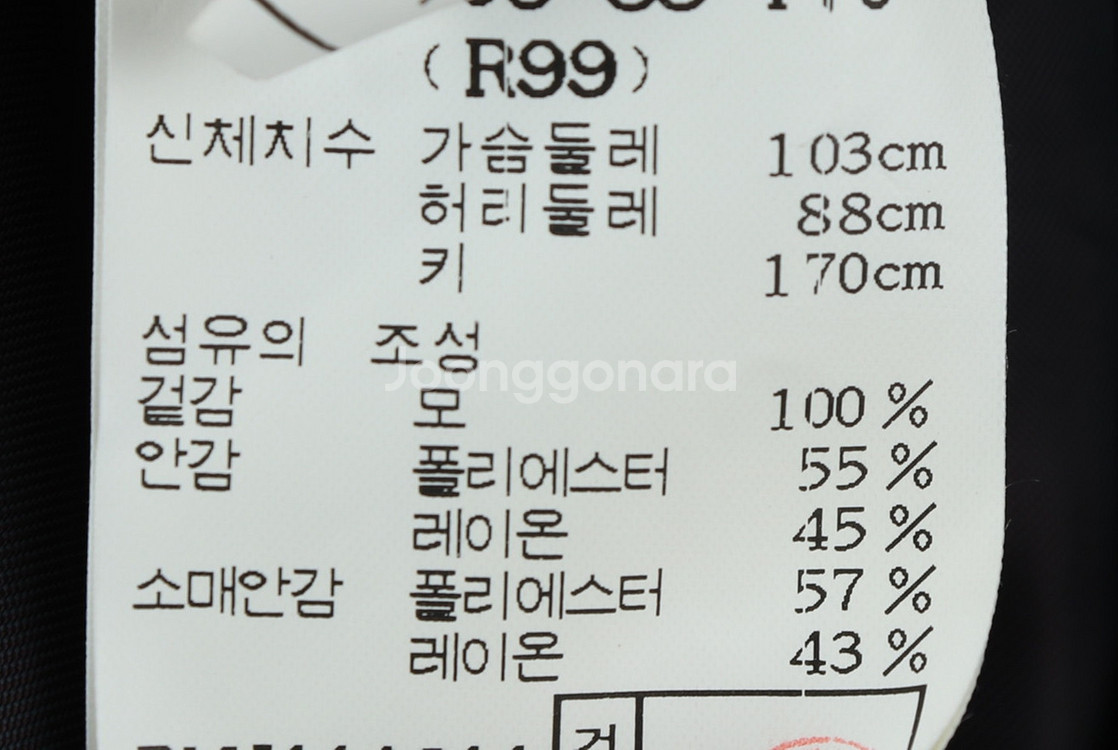 (R99)
신체치수 가슴둘레 103cm
허리둘레 88cm
키 170cm
섬유의 조성
Joonggonara
겉감 모 100 %
안감 폴리에스터 55 %
레이온 45 %
소매안감 폴리에스터 57 %
레이온 43 %